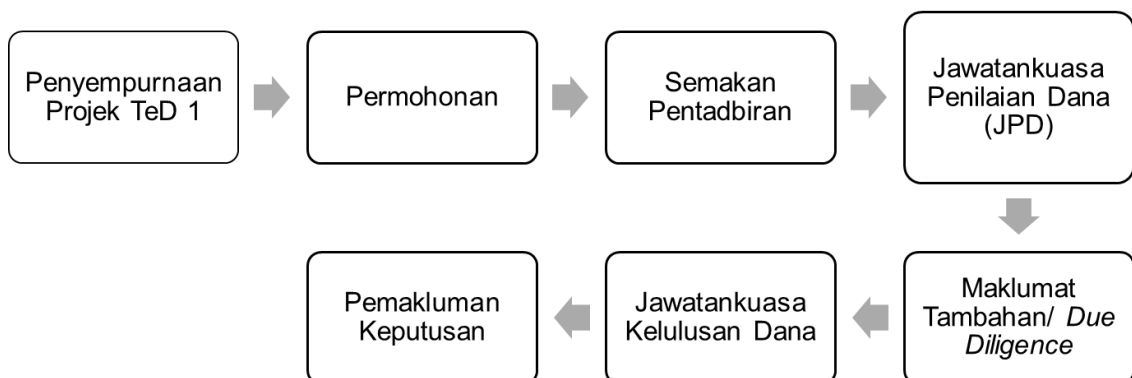 Penyempurnaan
Projek TeD 1
Permohonan
Semakan
Pentadbiran
Jawatankuasa
Penilaian Dana
(JPD)
Maklumat
Tambahan/ Due
Diligence
Jawatankuasa
Kelulusan Dana
Pemakluman
Keputusan